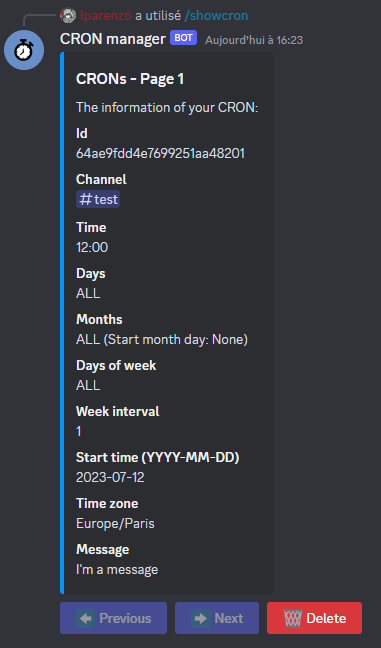 lparenzo a utilisé /showcron
CRON manager BOT Aujourd'hui à 16:23
CRONs - Page 1
The information of your CRON:
Id
64ae9fdd4e7699251aa48201
Channel
#test
Time
12:00
Days
ALL
Months
ALL (Start month day: None)
Days of week
ALL
Week interval
1
Start time (YYYY-MM-DD)
2023-07-12
Time zone
Europe/Paris
Message
I'm a message
Previous Next Delete